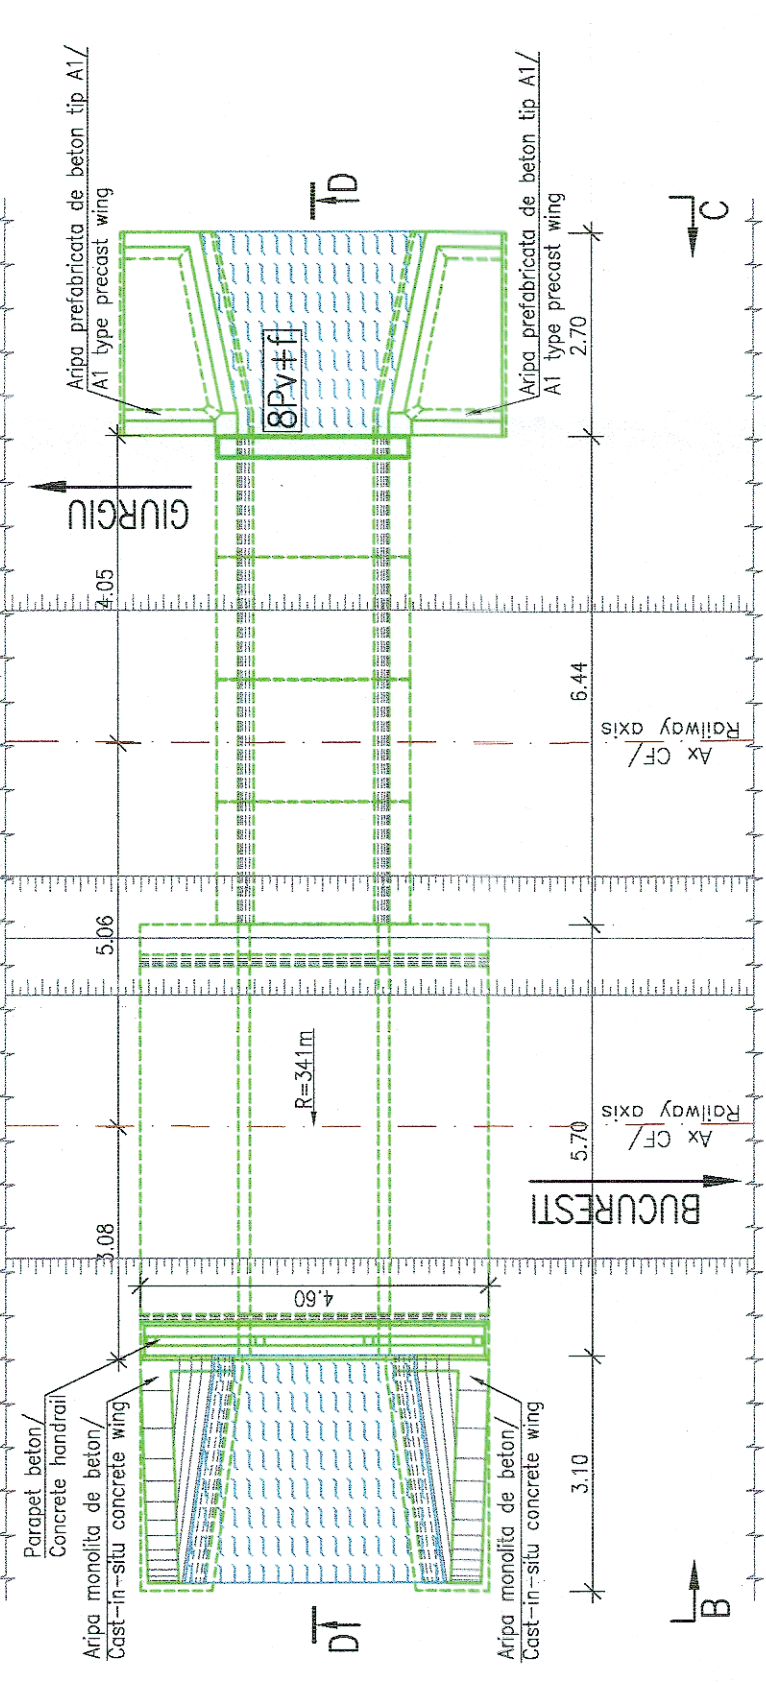 Aripa prefabricata de beton tip A1/
A1 type precast wing
D
Aripa prefabricata de beton tip A1/
A1 type precast wing
C
2.70
8Pv+f
GIURGIU
4.05
6.44
Ax CF/
Railway axis
5.06
R=341m
5.70
Ax CF/
Railway axis
BUCURESTI
3.08
4.60
Parapet beton/
Concrete handrail
Aripa monolita de beton/
Cast-in-situ concrete wing
Aripa monolita de beton/
Cast-in-situ concrete wing
3.10
D
B